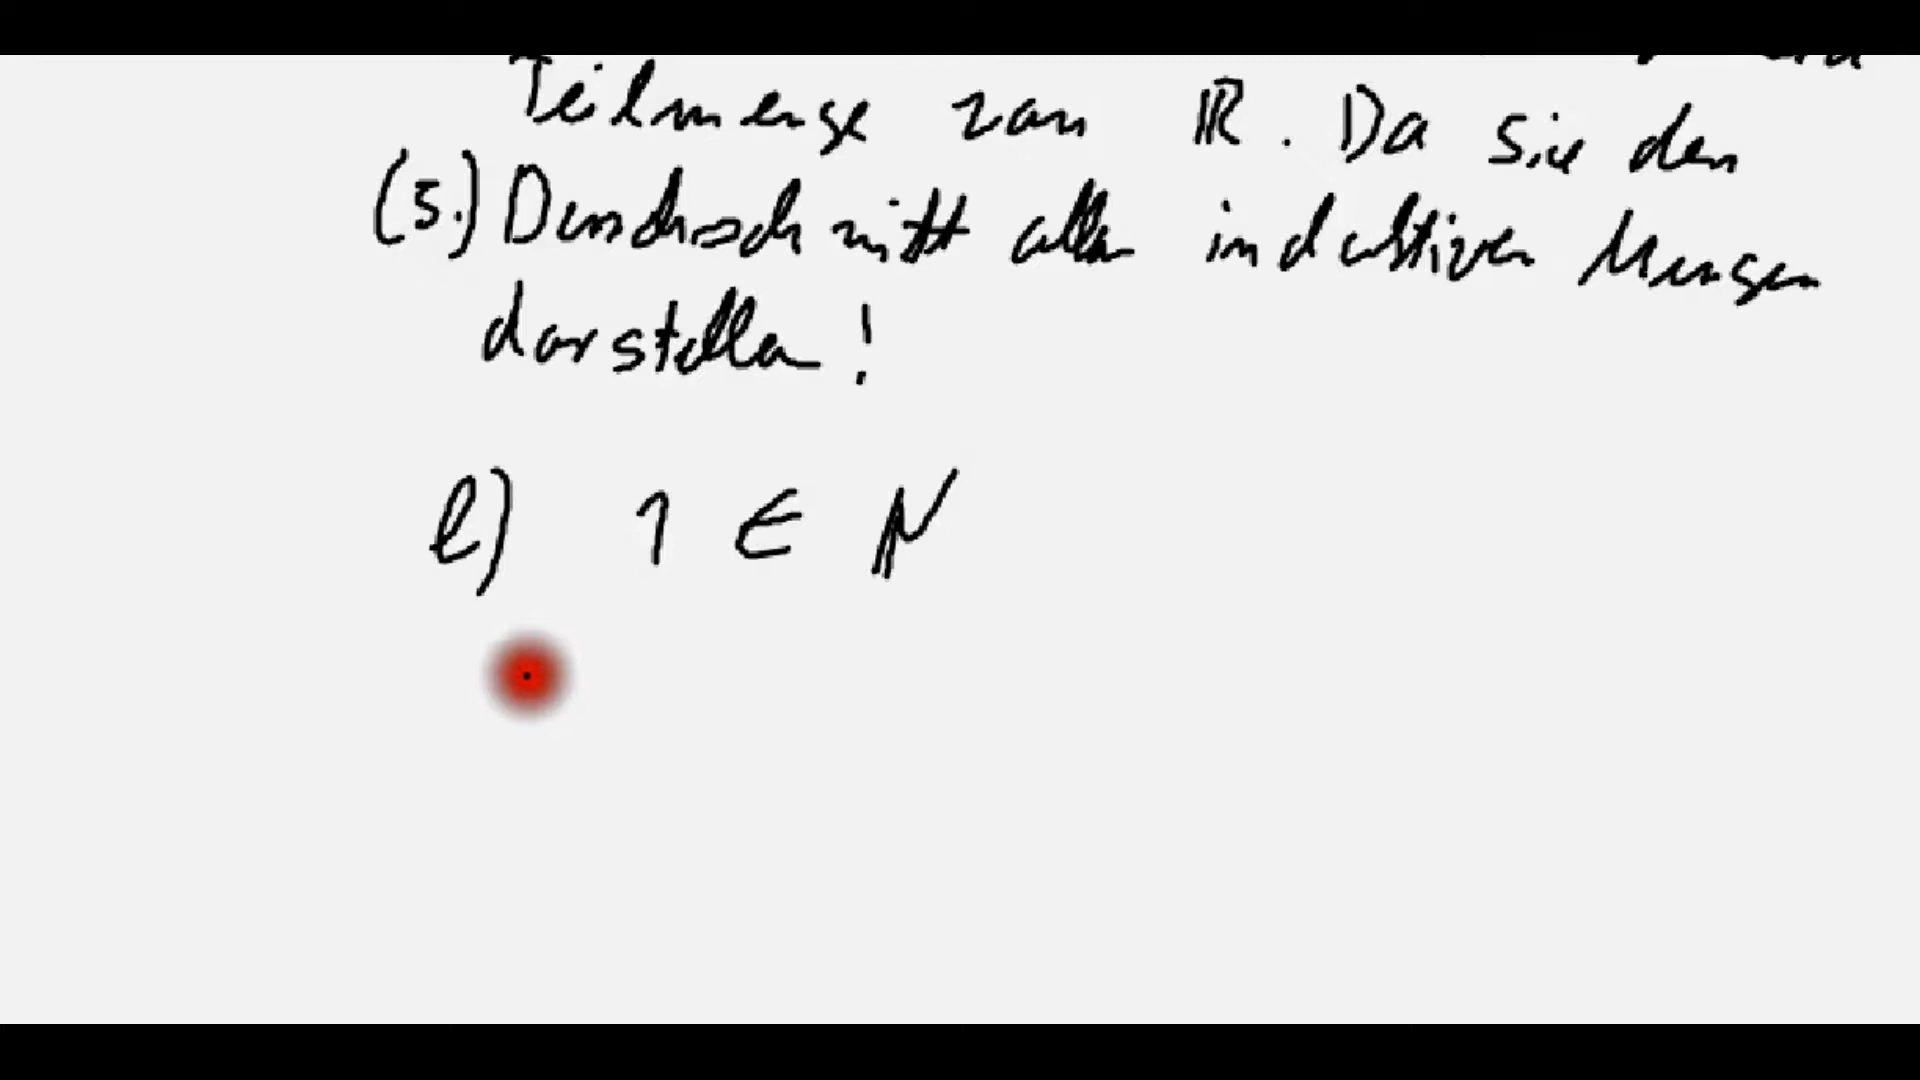 Teilmenge von ℝ. Da sie den
(5.) Durchschnitt aller induktiven Mengen
darstellen!
e) 1 ∈ ℕ